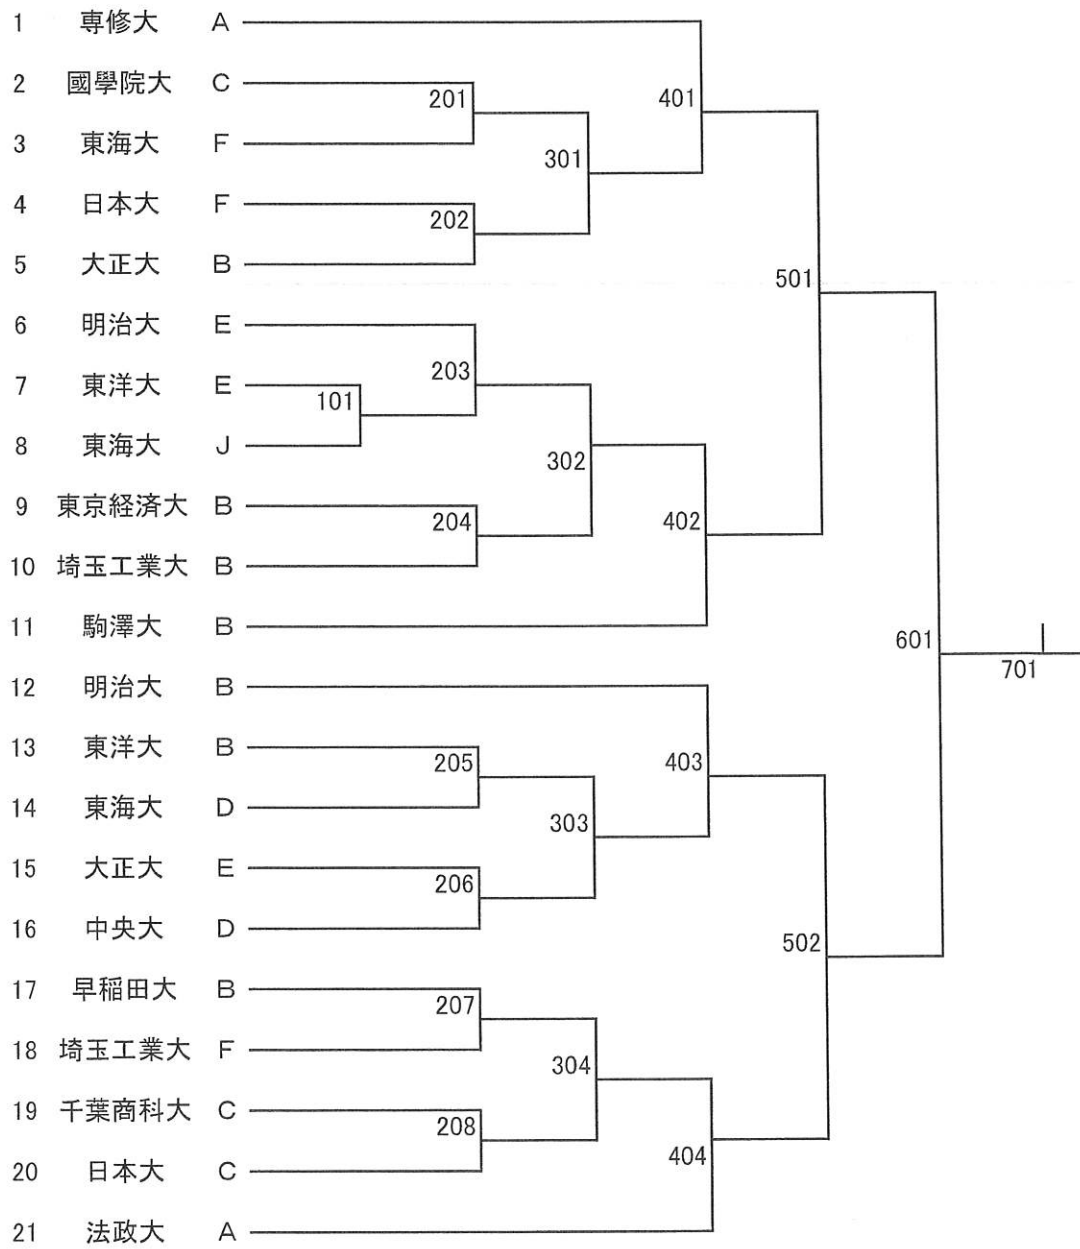 1 専修大 A
2 國學院大 C
201
401
3 東海大 F
301
4 日本大 F
202
5 大正大 B
501
6 明治大 E
203
7 東洋大 E
101
8 東海大 J
302
9 東京経済大 B
204
402
10 埼玉工業大 B
11 駒澤大 B
601
701
12 明治大 B
13 東洋大 B
205
403
14 東海大 D
303
15 大正大 E
206
16 中央大 D
502
17 早稲田大 B
207
18 埼玉工業大 F
304
19 千葉商科大 C
208
404
20 日本大 C
21 法政大 A